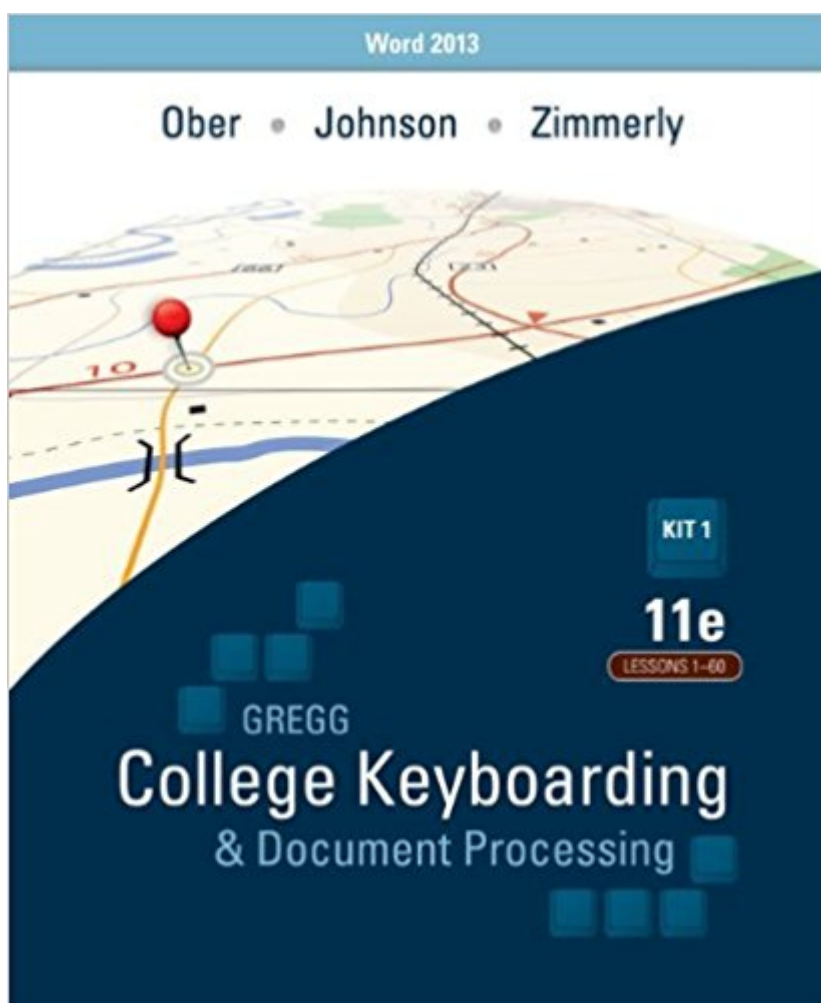 Word 2013
Ober • Johnson • Zimmerly
10
KIT 1
11e
LESSONS 1–60
GREGG
College Keyboarding
& Document Processing